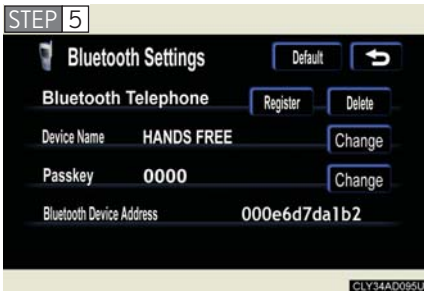 STEP 5
Bluetooth Settings Default
Bluetooth Telephone Register Delete
Device Name HANDS FREE Change
Passkey 0000 Change
Bluetooth Device Address 000e6d7da1b2
CLY34AD095U